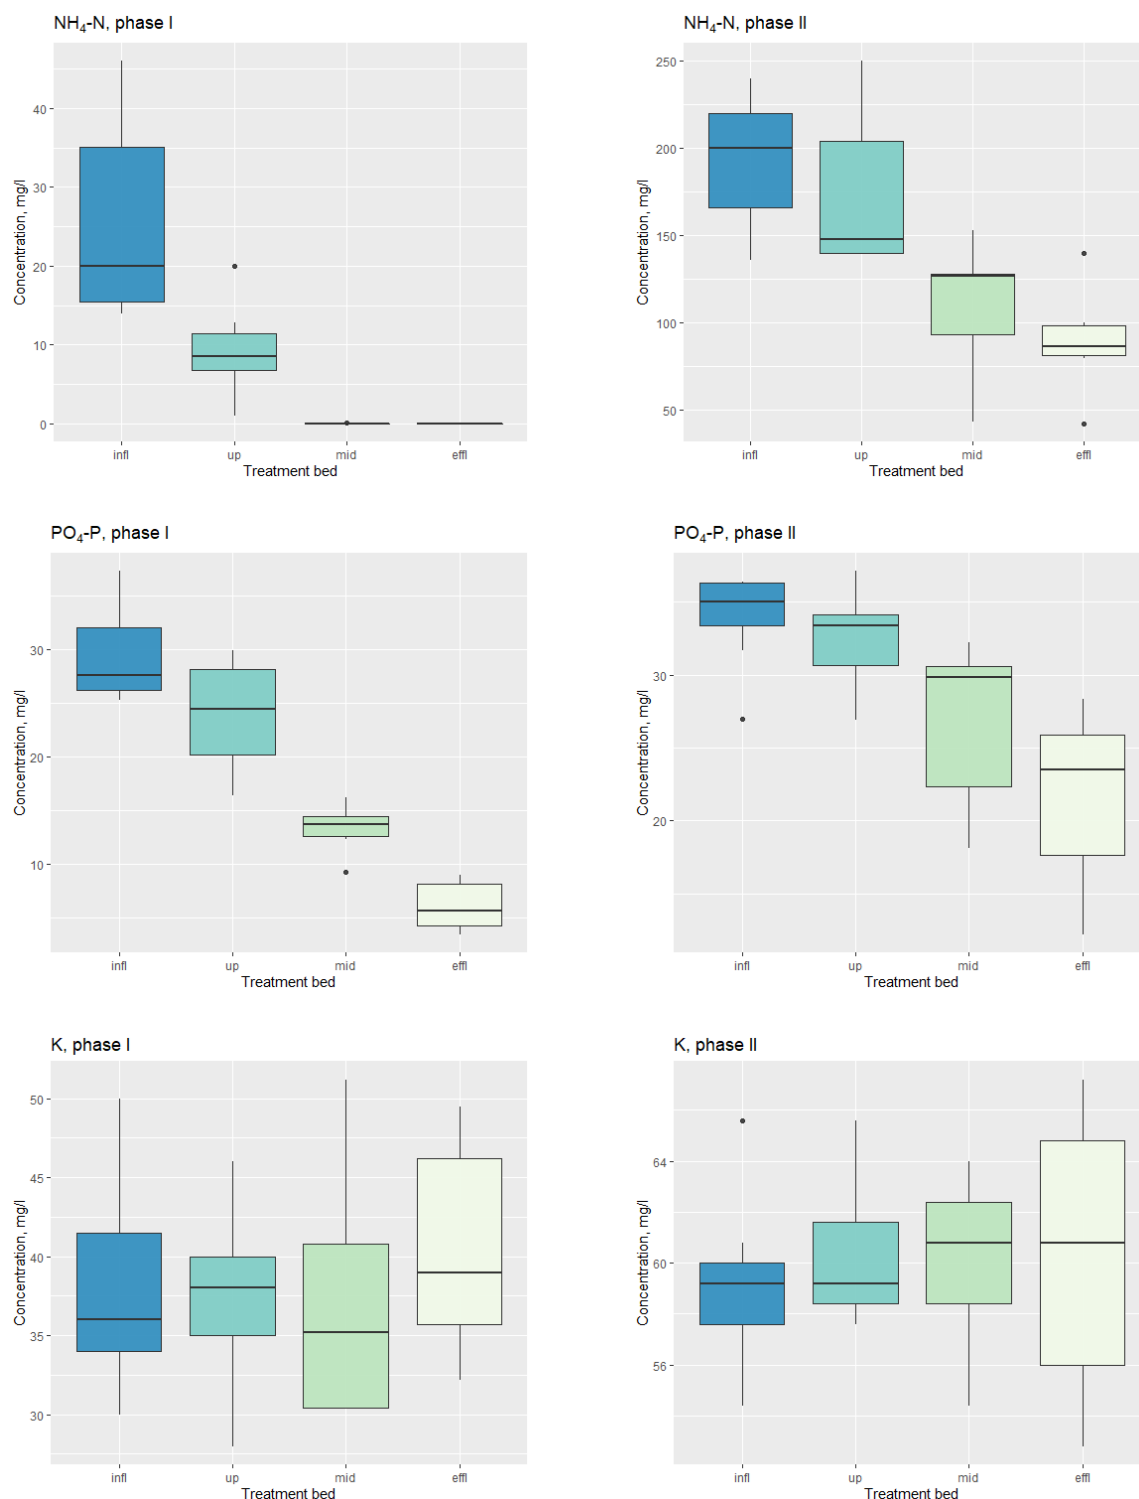 NH₄-N, phase I
Concentration, mg/l
40
30
20
10
0
infl up mid effl
Treatment bed
NH₄-N, phase II
Concentration, mg/l
250
200
150
100
50
infl up mid effl
Treatment bed
PO₄-P, phase I
Concentration, mg/l
30
20
10
infl up mid effl
Treatment bed
PO₄-P, phase II
Concentration, mg/l
30
20
infl up mid effl
Treatment bed
K, phase I
Concentration, mg/l
50
45
40
35
30
infl up mid effl
Treatment bed
K, phase II
Concentration, mg/l
64
60
56
infl up mid effl
Treatment bed